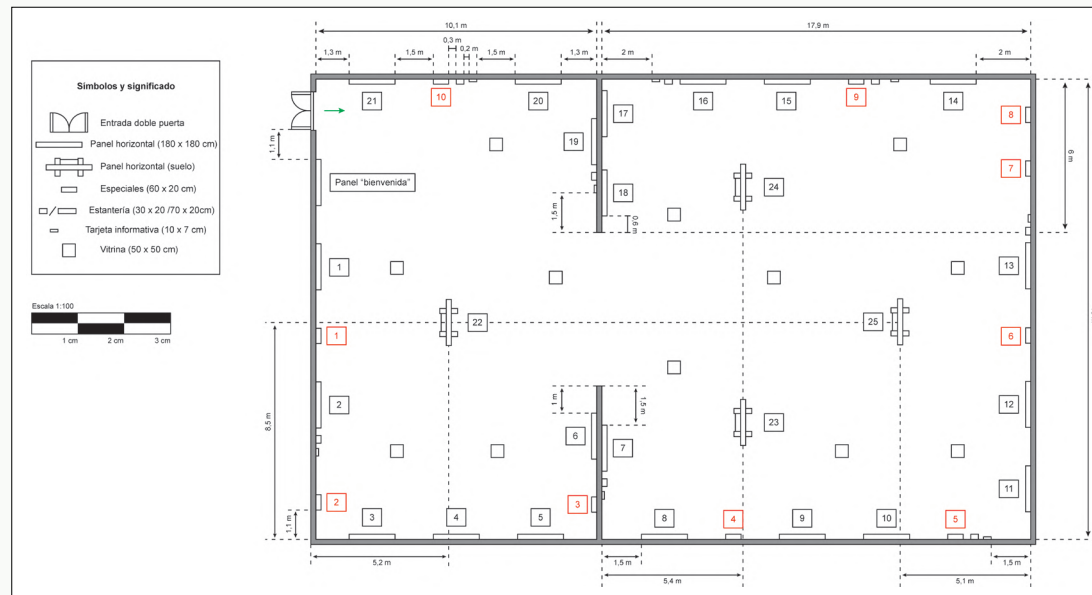 10,1 m
17,9 m
0,3 m
0,2 m
1,3 m
1,5 m
1,5 m
1,3 m
2 m
2 m
Símbolos y significado
Entrada doble puerta
Panel horizontal (180 x 180 cm)
Panel horizontal (suelo)
Especiales (60 x 20 cm)
Estantería (30 x 20 /70 x 20cm)
Tarjeta informativa (10 x 7 cm)
Vitrina (50 x 50 cm)
Escala 1:100
1 cm
2 cm
3 cm
21
10
20
16
15
9
14
17
8
19
1,1 m
7
Panel “bienvenida”
18
24
6 m
1,5 m
0,6 m
1
13
22
25
1
6
2
1 m
1,5 m
12
8,5 m
6
7
23
11
2
3
3
4
5
8
4
9
10
5
1,1 m
5,2 m
1,5 m
5,4 m
5,1 m
1,5 m